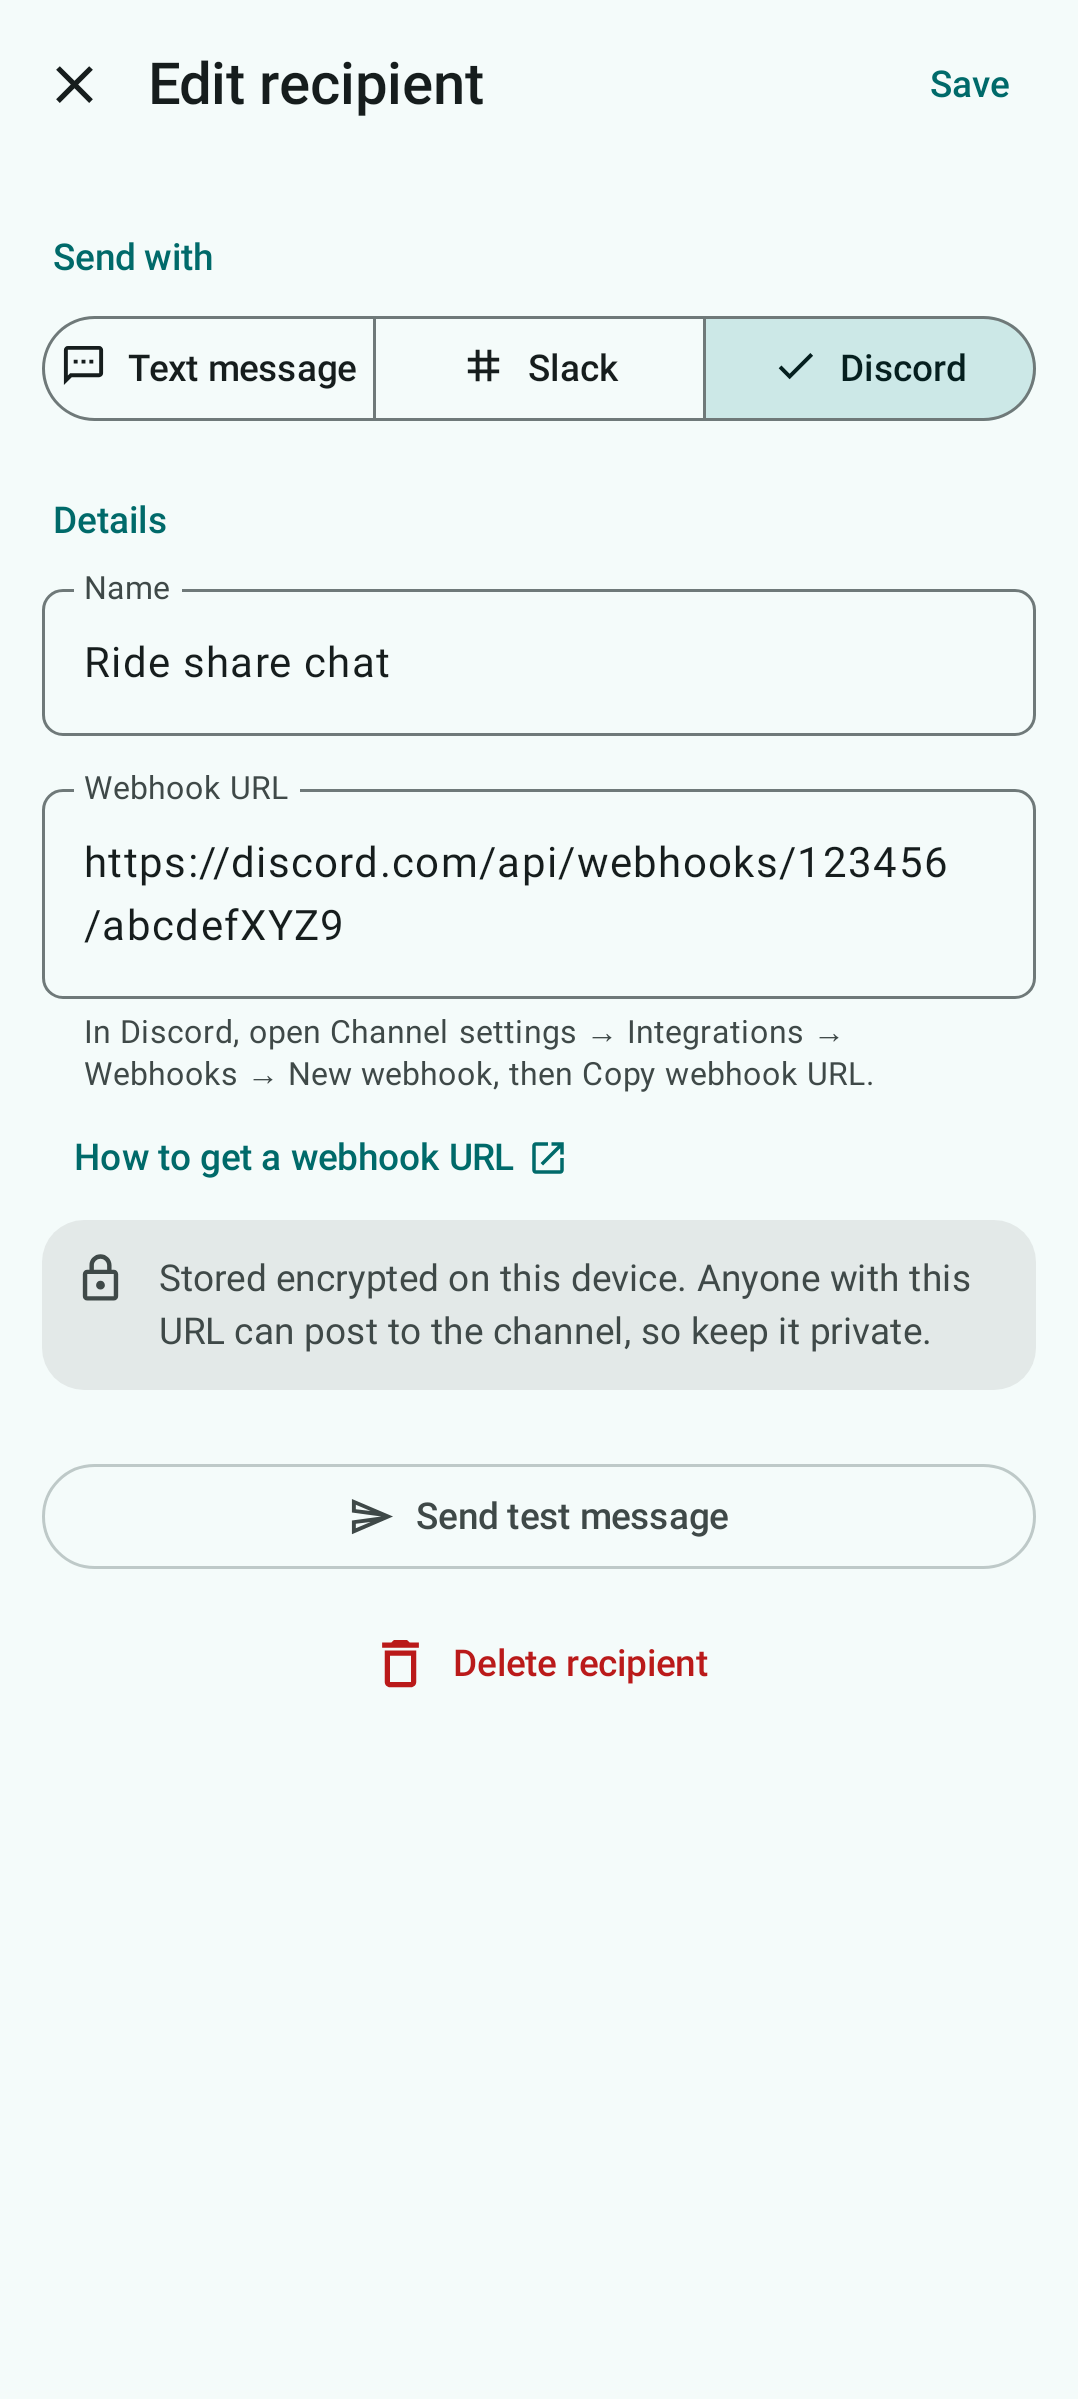 Edit recipient
Save
Send with
Text message
Slack
Discord
Details
Name
Ride share chat
Webhook URL
https://discord.com/api/webhooks/123456
/abcdefXYZ9
In Discord, open Channel settings → Integrations →
Webhooks → New webhook, then Copy webhook URL.
How to get a webhook URL
Stored encrypted on this device. Anyone with this
URL can post to the channel, so keep it private.
Send test message
Delete recipient